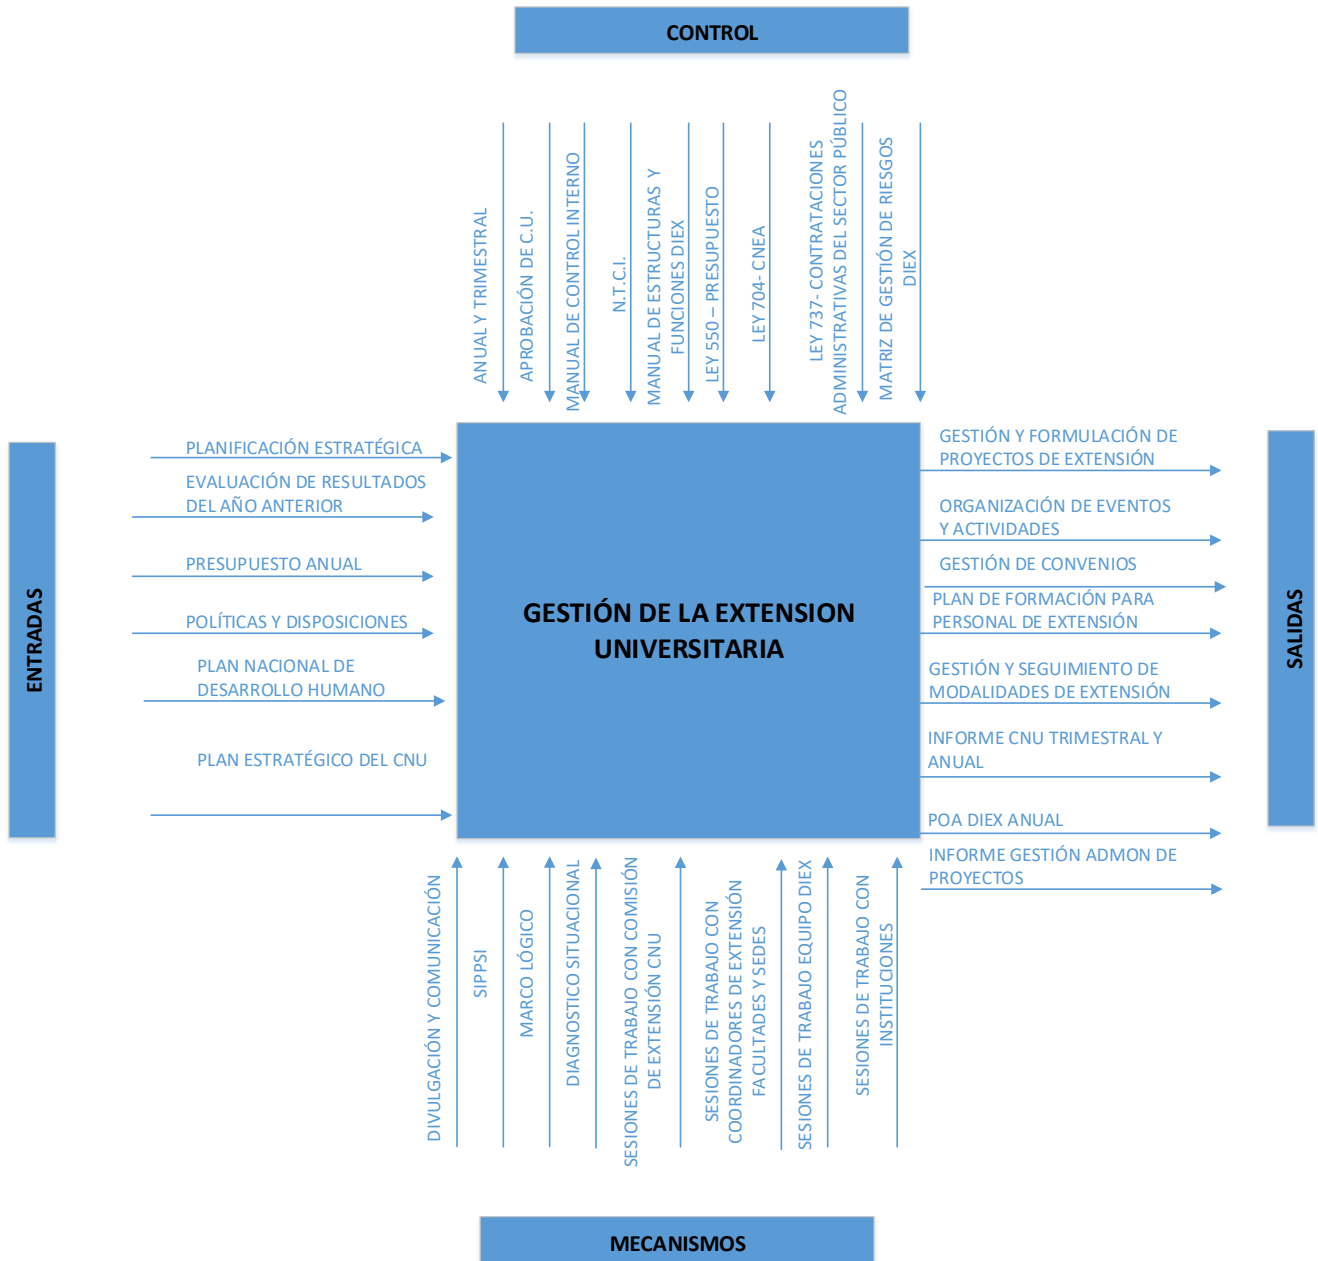 CONTROL
ANUAL Y TRIMESTRAL
APROBACIÓN DE C.U.
MANUAL DE CONTROL INTERNO
N.T.C.I.
MANUAL DE ESTRUCTURAS Y
FUNCIONES DIEX
LEY 550 – PRESUPUESTO
LEY 704- CNEA
LEY 737- CONTRATACIONES
ADMINISTRATIVAS DEL SECTOR PÚBLICO
MATRIZ DE GESTIÓN DE RIESGOS
DIEX
ENTRADAS
PLANIFICACIÓN ESTRATÉGICA
EVALUACIÓN DE RESULTADOS
DEL AÑO ANTERIOR
PRESUPUESTO ANUAL
POLÍTICAS Y DISPOSICIONES
PLAN NACIONAL DE
DESARROLLO HUMANO
PLAN ESTRATÉGICO DEL CNU
GESTIÓN DE LA EXTENSION
UNIVERSITARIA
GESTIÓN Y FORMULACIÓN DE
PROYECTOS DE EXTENSIÓN
ORGANIZACIÓN DE EVENTOS
Y ACTIVIDADES
GESTIÓN DE CONVENIOS
PLAN DE FORMACIÓN PARA
PERSONAL DE EXTENSIÓN
GESTIÓN Y SEGUIMIENTO DE
MODALIDADES DE EXTENSIÓN
INFORME CNU TRIMESTRAL Y
ANUAL
POA DIEX ANUAL
INFORME GESTIÓN ADMON DE
PROYECTOS
SALIDAS
DIVULGACIÓN Y COMUNICACIÓN
SIPPSI
MARCO LÓGICO
DIAGNOSTICO SITUACIONAL
SESIONES DE TRABAJO CON COMISIÓN
DE EXTENSIÓN CNU
SESIONES DE TRABAJO CON
COORDINADORES DE EXTENSIÓN
FACULTADES Y SEDES
SESIONES DE TRABAJO EQUIPO DIEX
SESIONES DE TRABAJO CON
INSTITUCIONES
MECANISMOS